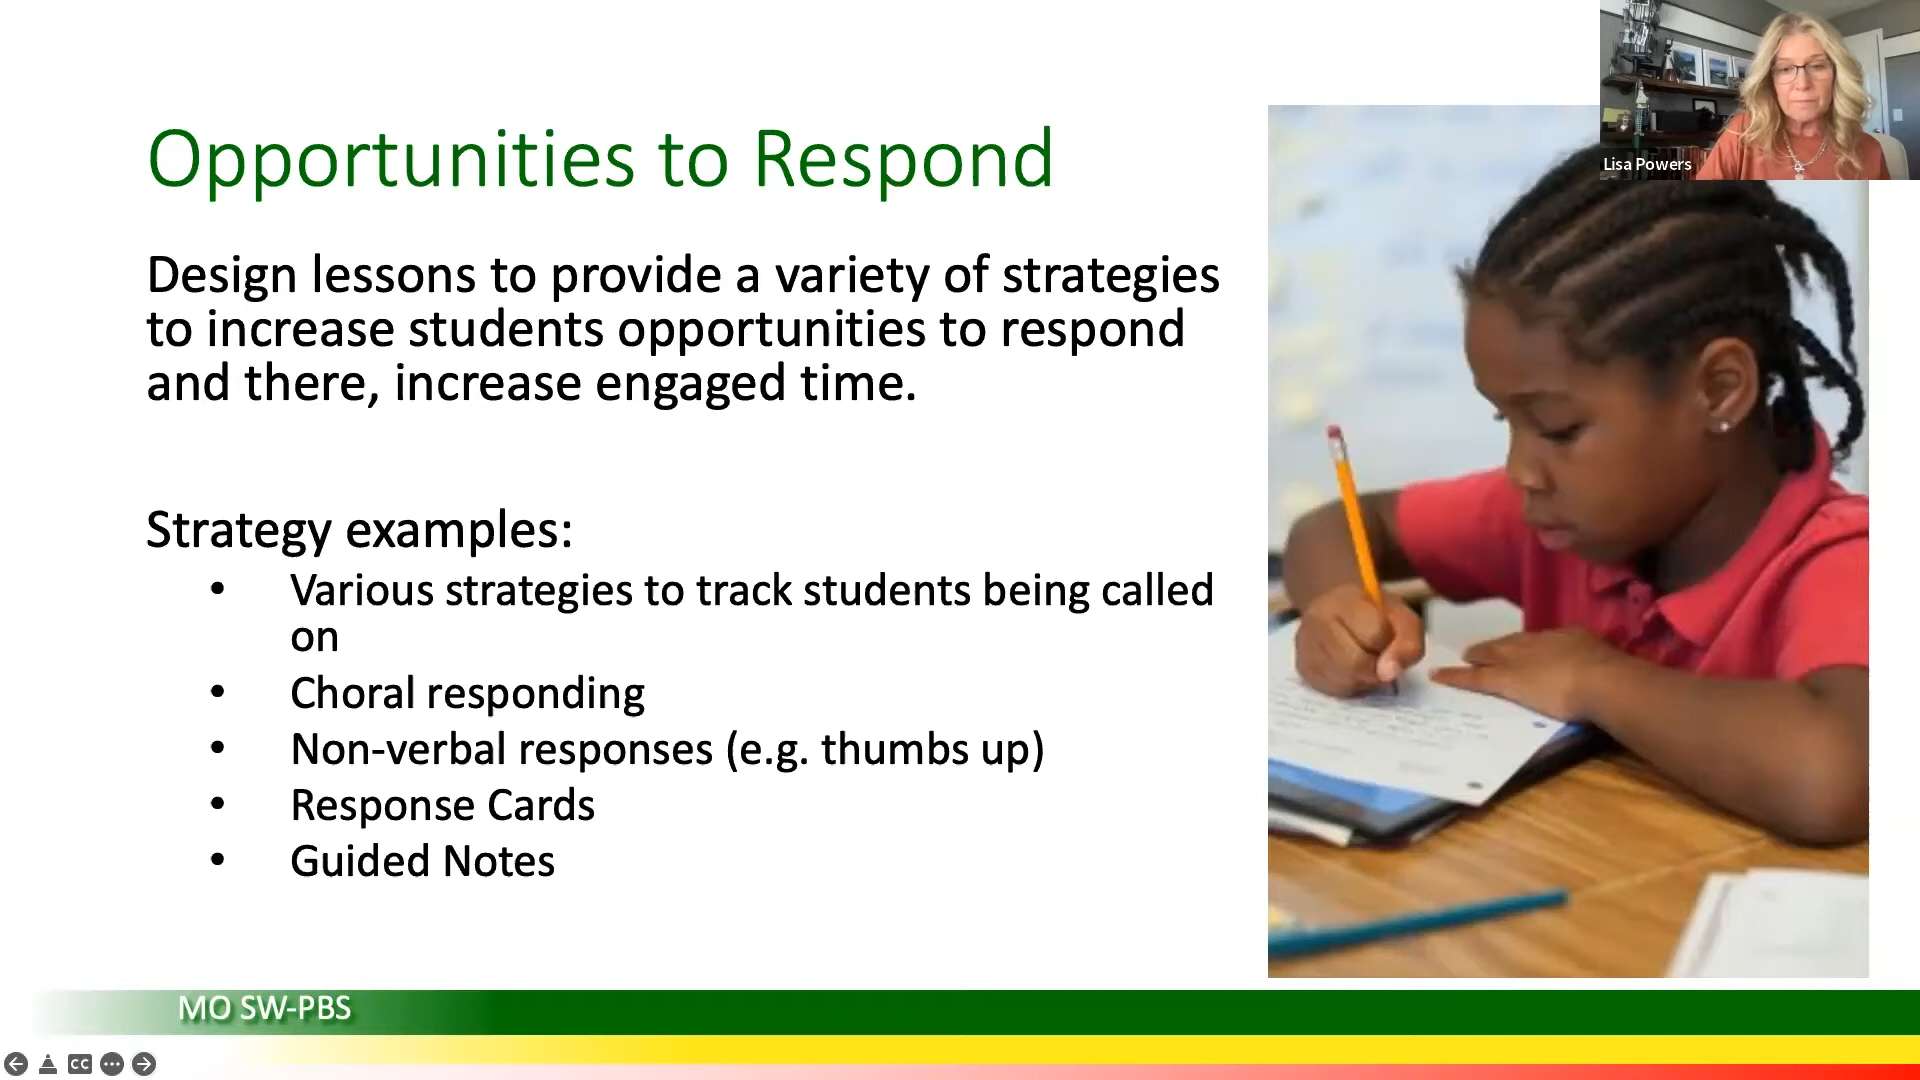 Lisa Powers
Opportunities to Respond
Design lessons to provide a variety of strategies
to increase students opportunities to respond
and there, increase engaged time.
Strategy examples:
• Various strategies to track students being called
on
• Choral responding
• Non-verbal responses (e.g. thumbs up)
• Response Cards
• Guided Notes
MO SW-PBS
CC